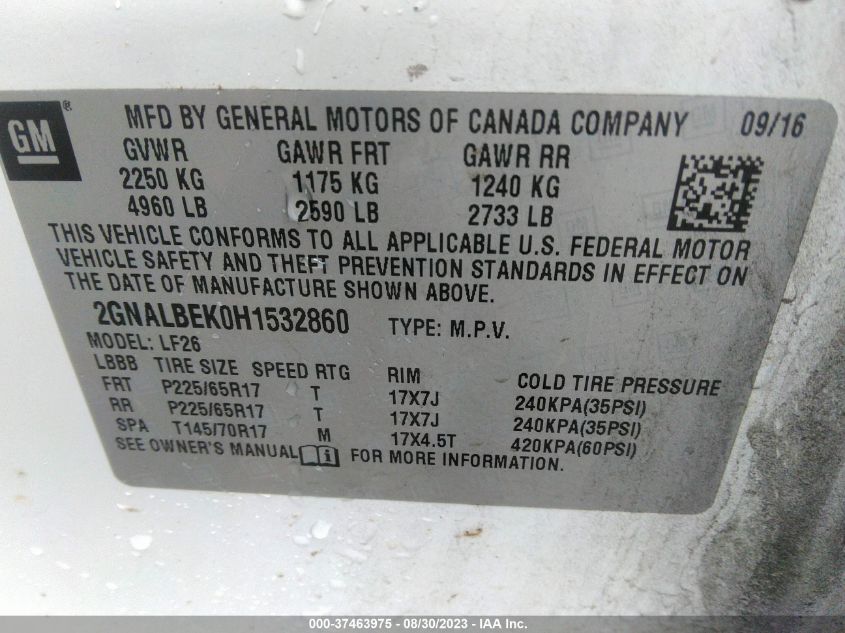 GM®
MFD BY GENERAL MOTORS OF CANADA COMPANY 09/16
GVWR GAWR FRT GAWR RR
2250 KG 1175 KG 1240 KG
4960 LB 2590 LB 2733 LB
THIS VEHICLE CONFORMS TO ALL APPLICABLE U.S. FEDERAL MOTOR
VEHICLE SAFETY AND THEFT PREVENTION STANDARDS IN EFFECT ON
THE DATE OF MANUFACTURE SHOWN ABOVE.
2GNALBEK0H1532860 TYPE: M.P.V.
MODEL: LF26
LBBB TIRE SIZE SPEED RTG RIM COLD TIRE PRESSURE
FRT P225/65R17 T 17X7J 240KPA(35PSI)
RR P225/65R17 T 17X7J 240KPA(35PSI)
SPA T145/70R17 M 17X4.5T 420KPA(60PSI)
SEE OWNER'S MANUAL FOR MORE INFORMATION.
000-37463975 - 08/30/2023 - IAA Inc.